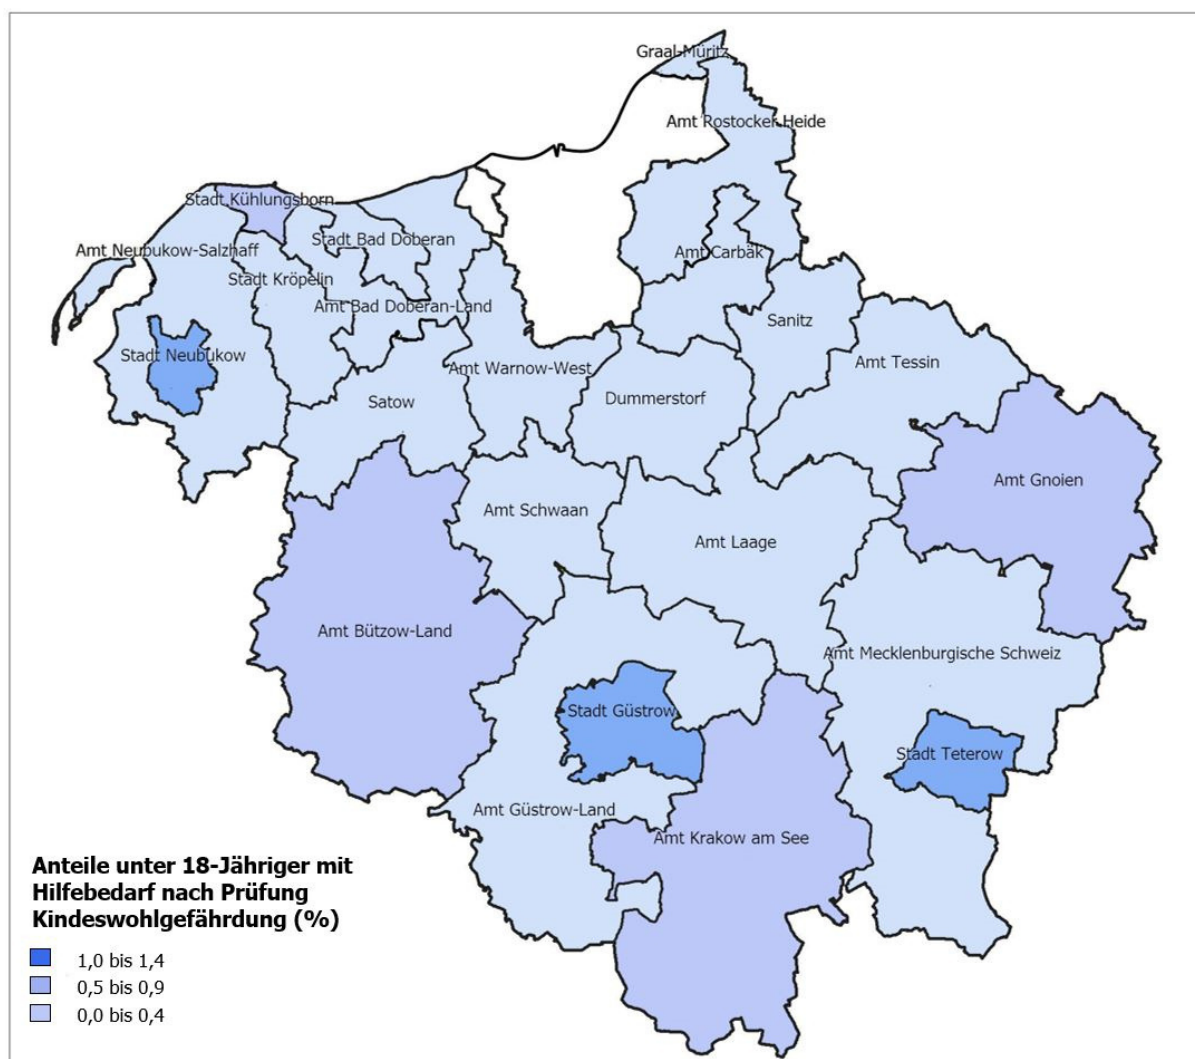 Graal-Müritz
Amt Rostocker Heide
Stadt Kühlungsborn
Stadt Bad Doberan
Amt Neubukow-Salzhaff
Amt Carbäk
Stadt Kröpelin
Amt Bad Doberan-Land
Sanitz
Stadt Neubukow
Amt Tessin
Amt Warnow-West
Satow
Dummerstorf
Amt Gnoien
Amt Schwaan
Amt Laage
Amt Bützow-Land
Amt Mecklenburgische Schweiz
Stadt Güstrow
Stadt Teterow
Amt Güstrow-Land
Amt Krakow am See
Anteile unter 18-Jähriger mit
Hilfebedarf nach Prüfung
Kindeswohlgefährdung (%)
1,0 bis 1,4
0,5 bis 0,9
0,0 bis 0,4